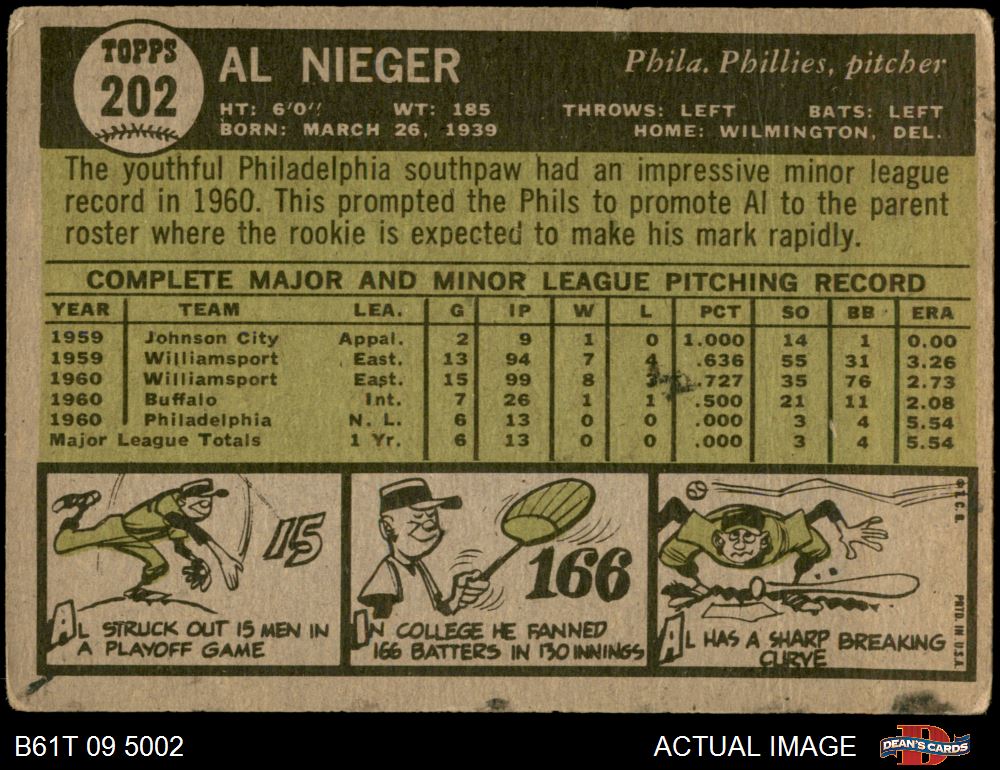 TOPPS
202
AL NIEGER
Phila. Phillies, pitcher
HT: 6'0" WT: 185 THROWS: LEFT BATS: LEFT
BORN: MARCH 26, 1939 HOME: WILMINGTON, DEL.
The youthful Philadelphia southpaw had an impressive minor league
record in 1960. This prompted the Phils to promote Al to the parent
roster where the rookie is expected to make his mark rapidly.
COMPLETE MAJOR AND MINOR LEAGUE PITCHING RECORD
YEAR TEAM LEA. G IP W L PCT SO BB ERA
1959 Johnson City Appal. 2 9 1 0 1.000 14 1 0.00
1959 Williamsport East. 13 94 7 4 .636 55 31 3.26
1960 Williamsport East. 15 99 8 3 .727 35 76 2.73
1960 Buffalo Int. 7 26 1 1 .500 21 11 2.08
1960 Philadelphia N. L. 6 13 0 0 .000 3 4 5.54
Major League Totals 1 Yr. 6 13 0 0 .000 3 4 5.54
15
AL STRUCK OUT 15 MEN IN
A PLAYOFF GAME
166
IN COLLEGE HE FANNED
166 BATTERS IN 130 INNINGS
AL HAS A SHARP BREAKING
CURVE
© T. C. G.
PRTD. IN U.S.A.
B61T 09 5002
ACTUAL IMAGE
D
DEAN'S CARDS